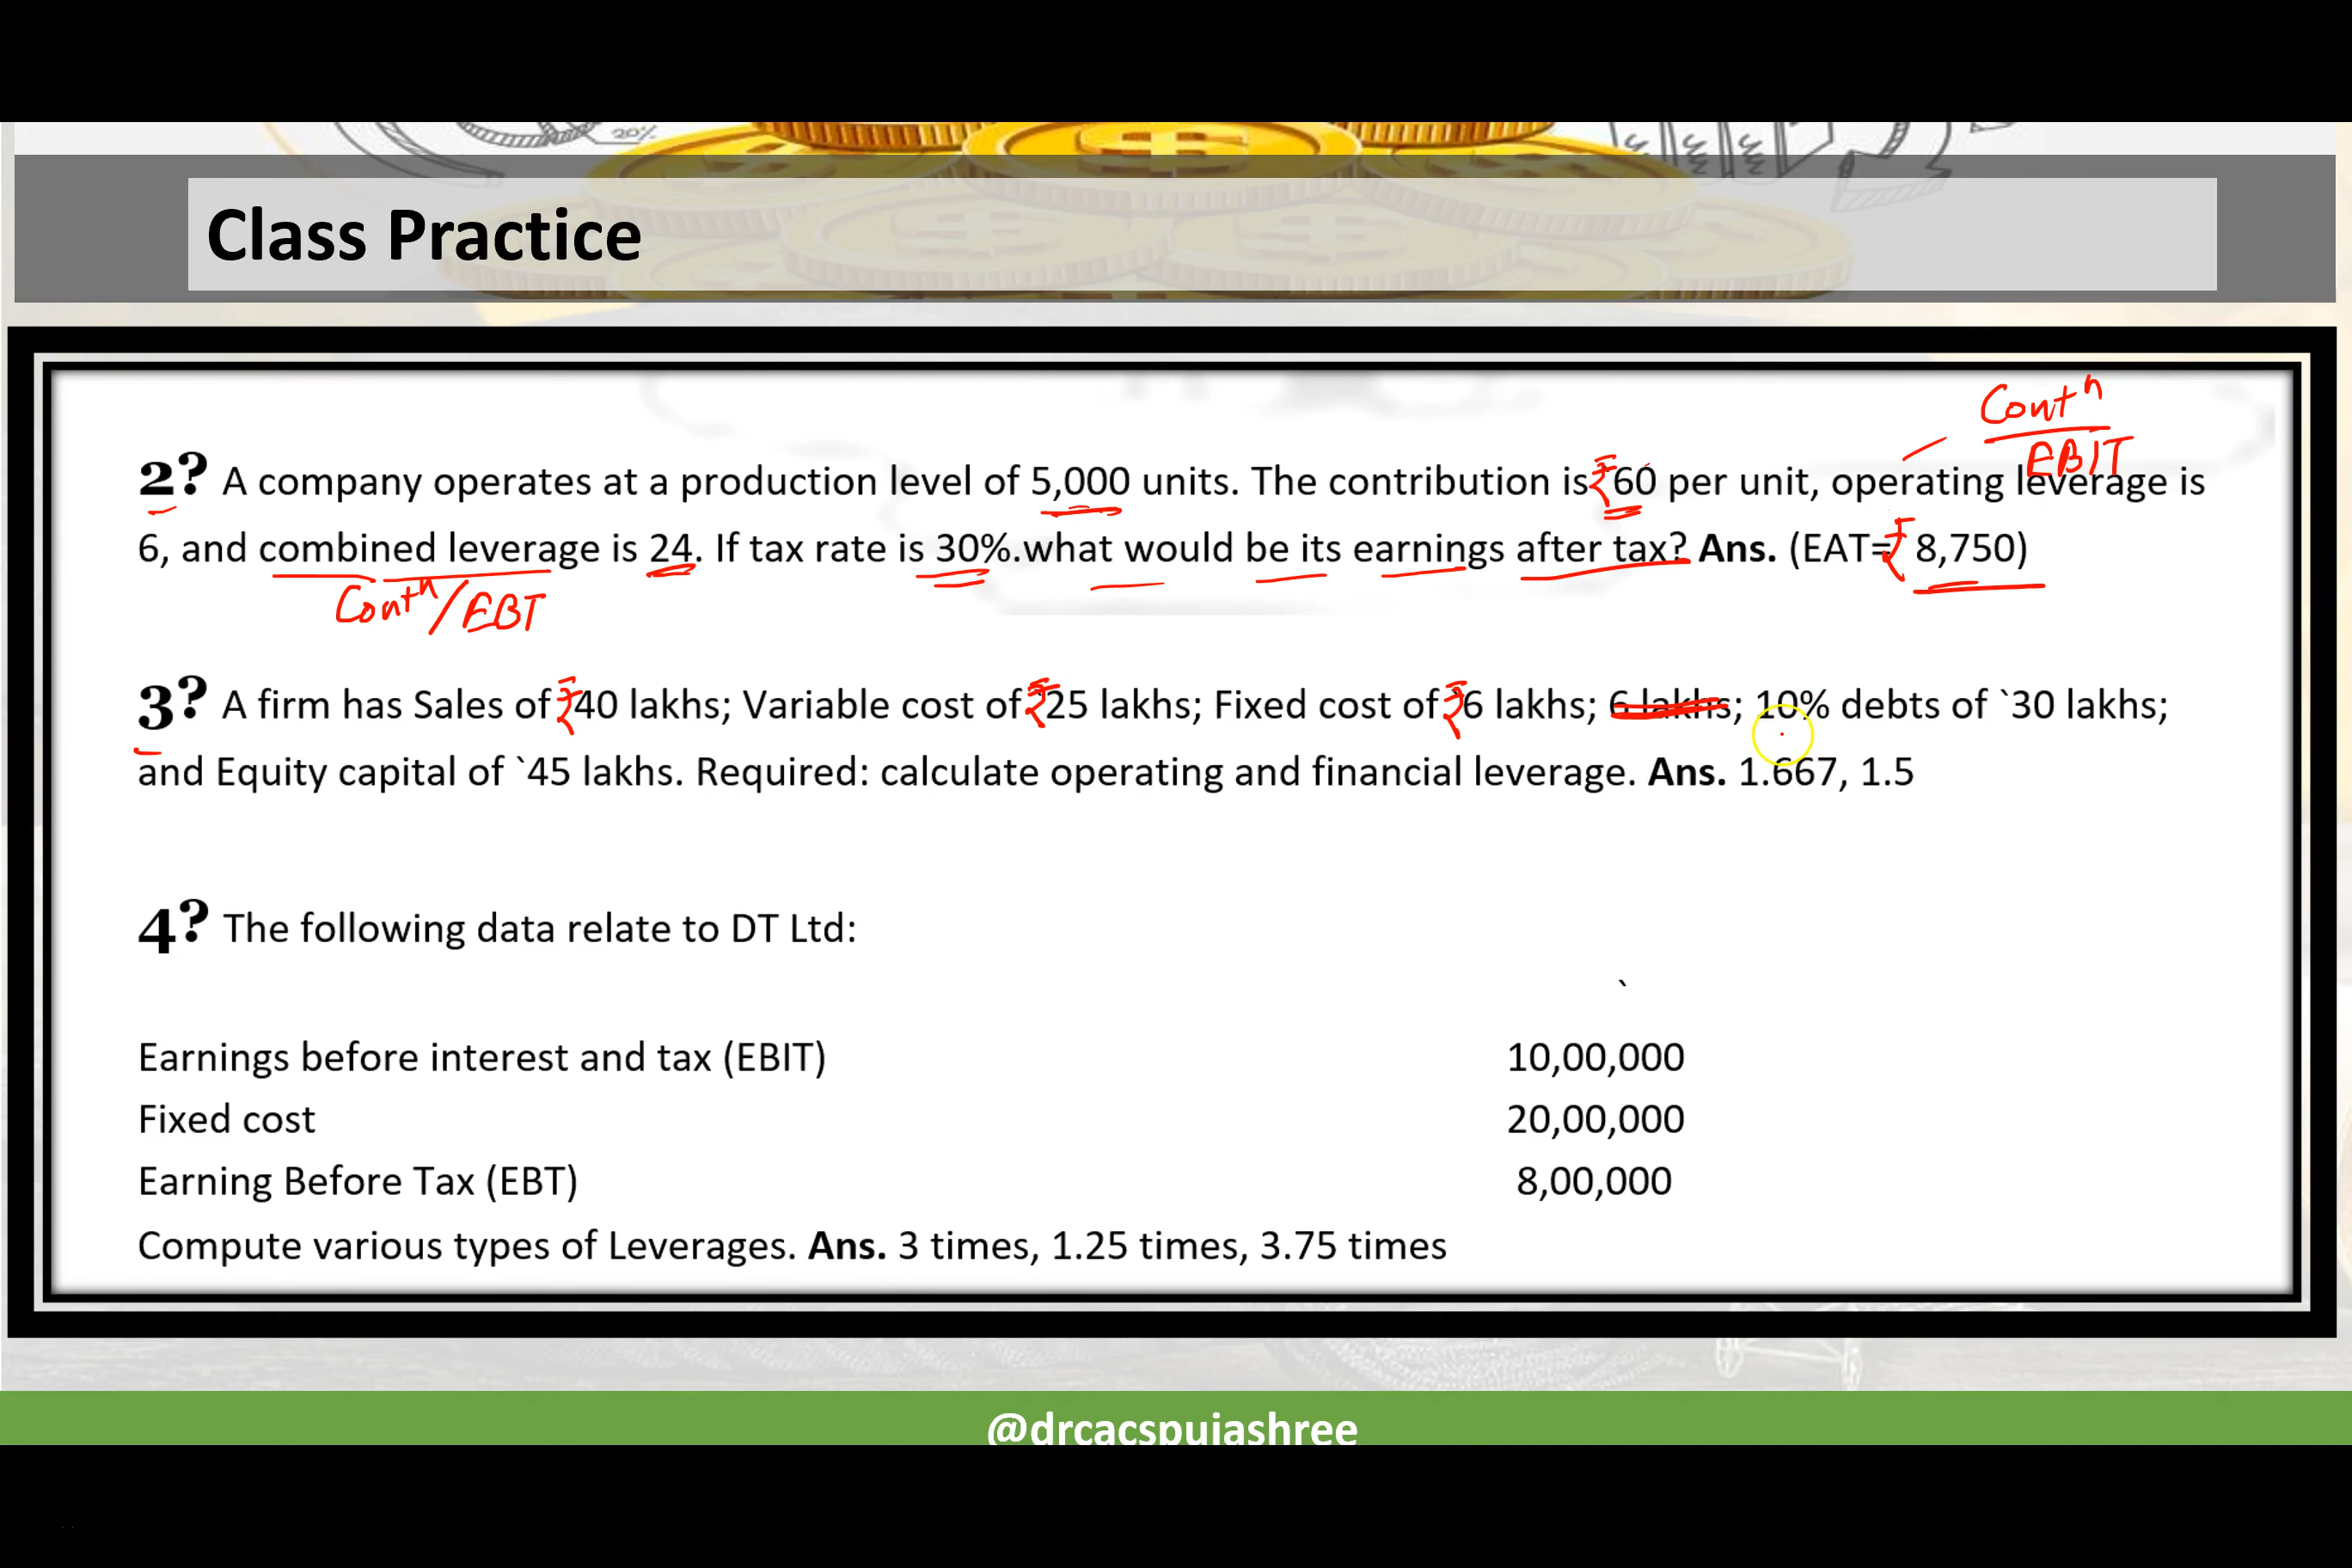 20%
Class Practice
Contⁿ
EBIT
2? A company operates at a production level of 5,000 units. The contribution is ₹60 per unit, operating leverage is
6, and combined leverage is 24. If tax rate is 30%.what would be its earnings after tax? Ans. (EAT=₹ 8,750)
Contⁿ/EBT
3? A firm has Sales of ₹40 lakhs; Variable cost of ₹25 lakhs; Fixed cost of ₹6 lakhs; 6 lakhs; 10% debts of `30 lakhs;
and Equity capital of `45 lakhs. Required: calculate operating and financial leverage. Ans. 1.667, 1.5
4? The following data relate to DT Ltd:
`
Earnings before interest and tax (EBIT) 10,00,000
Fixed cost 20,00,000
Earning Before Tax (EBT) 8,00,000
Compute various types of Leverages. Ans. 3 times, 1.25 times, 3.75 times
@drcacspujashree